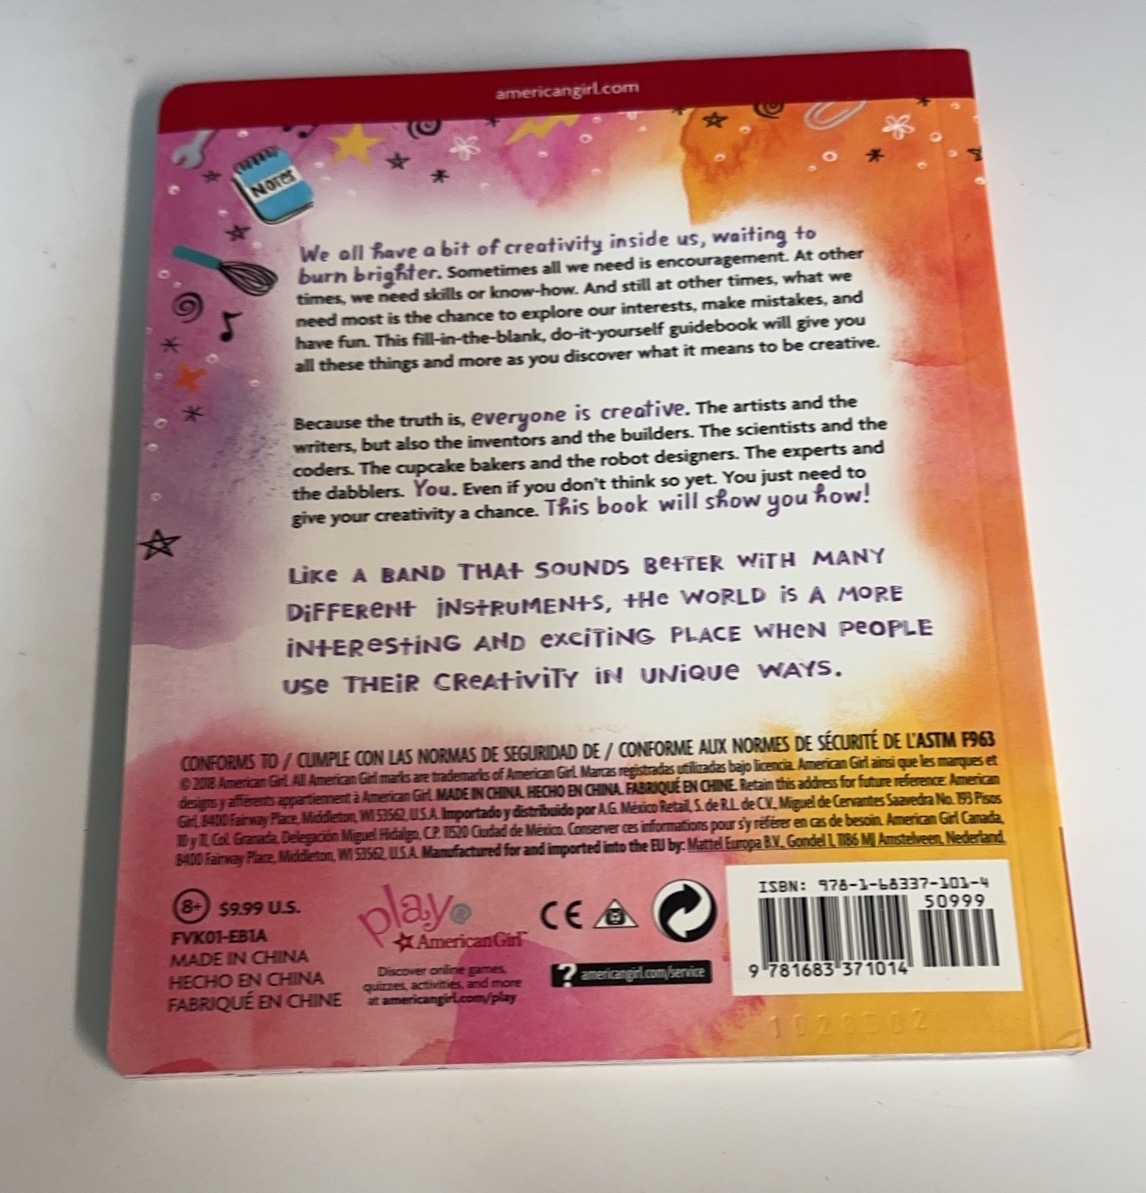 americangirl.com
Notes
We all have a bit of creativity inside us, waiting to
burn brighter. Sometimes all we need is encouragement. At other
times, we need skills or know-how. And still at other times, what we
need most is the chance to explore our interests, make mistakes, and
have fun. This fill-in-the-blank, do-it-yourself guidebook will give you
all these things and more as you discover what it means to be creative.
Because the truth is, everyone is creative. The artists and the
writers, but also the inventors and the builders. The scientists and the
coders. The cupcake bakers and the robot designers. The experts and
the dabblers. You. Even if you don't think so yet. You just need to
give your creativity a chance. This book will show you how!
LiKe A BAND THAt SOUNDS BetteR WitH MANY
DiFFERENt iNStRUMENTS, tHe WORLD iS A MORE
iNtEReStiNG AND exCitiNG PLACE WHEN PeOPLE
USe THEiR CReAtiviTY iN UNiQUe WAYS.
CONFORMS TO / CUMPLE CON LAS NORMAS DE SEGURIDAD DE / CONFORME AUX NORMES DE SÉCURITÉ DE L'ASTM F963
© 2018 American Girl. All American Girl marks are trademarks of American Girl. Marcas registradas utilizadas bajo licencia. American Girl ainsi que les marques et
designs y afférents appartiennent à American Girl. MADE IN CHINA. HECHO EN CHINA. FABRIQUÉ EN CHINE. Retain this address for future reference: American
Girl, 8400 Fairway Place, Middleton, WI 53562, U.S.A. Importado y distribuido por A.G. México Retail, S. de R.L. de C.V., Miguel de Cervantes Saavedra No. 193 Pisos
10 y 11, Col. Granada, Delegación Miguel Hidalgo, C.P. 11520 Ciudad de México. Conserver ces informations pour s'y référer en cas de besoin. American Girl Canada,
8400 Fairway Place, Middleton, WI 53562, U.S.A. Manufactured for and imported into the EU by: Mattel Europa B.V., Gondel 1, 1186 MJ Amstelveen, Nederland.
8+ $9.99 U.S.
FVK01-EB1A
MADE IN CHINA
HECHO EN CHINA
FABRIQUÉ EN CHINE
play@
AmericanGirl™
Discover online games,
quizzes, activities, and more
at americangirl.com/play
CE
? americangirl.com/service
ISBN: 978-1-68337-101-4
50999
9 781683 371014